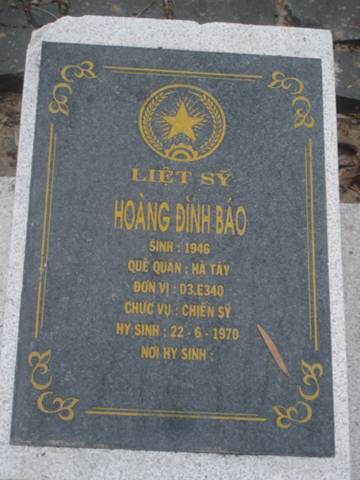 LIỆT SỸ
HOÀNG ĐÌNH BẢO
SINH : 1946
QUÊ QUÁN : HÀ TÂY
ĐƠN VỊ : D3.E340
CHỨC VỤ : CHIẾN SỸ
HY SINH : 22 - 6 - 1970
NƠI HY SINH :